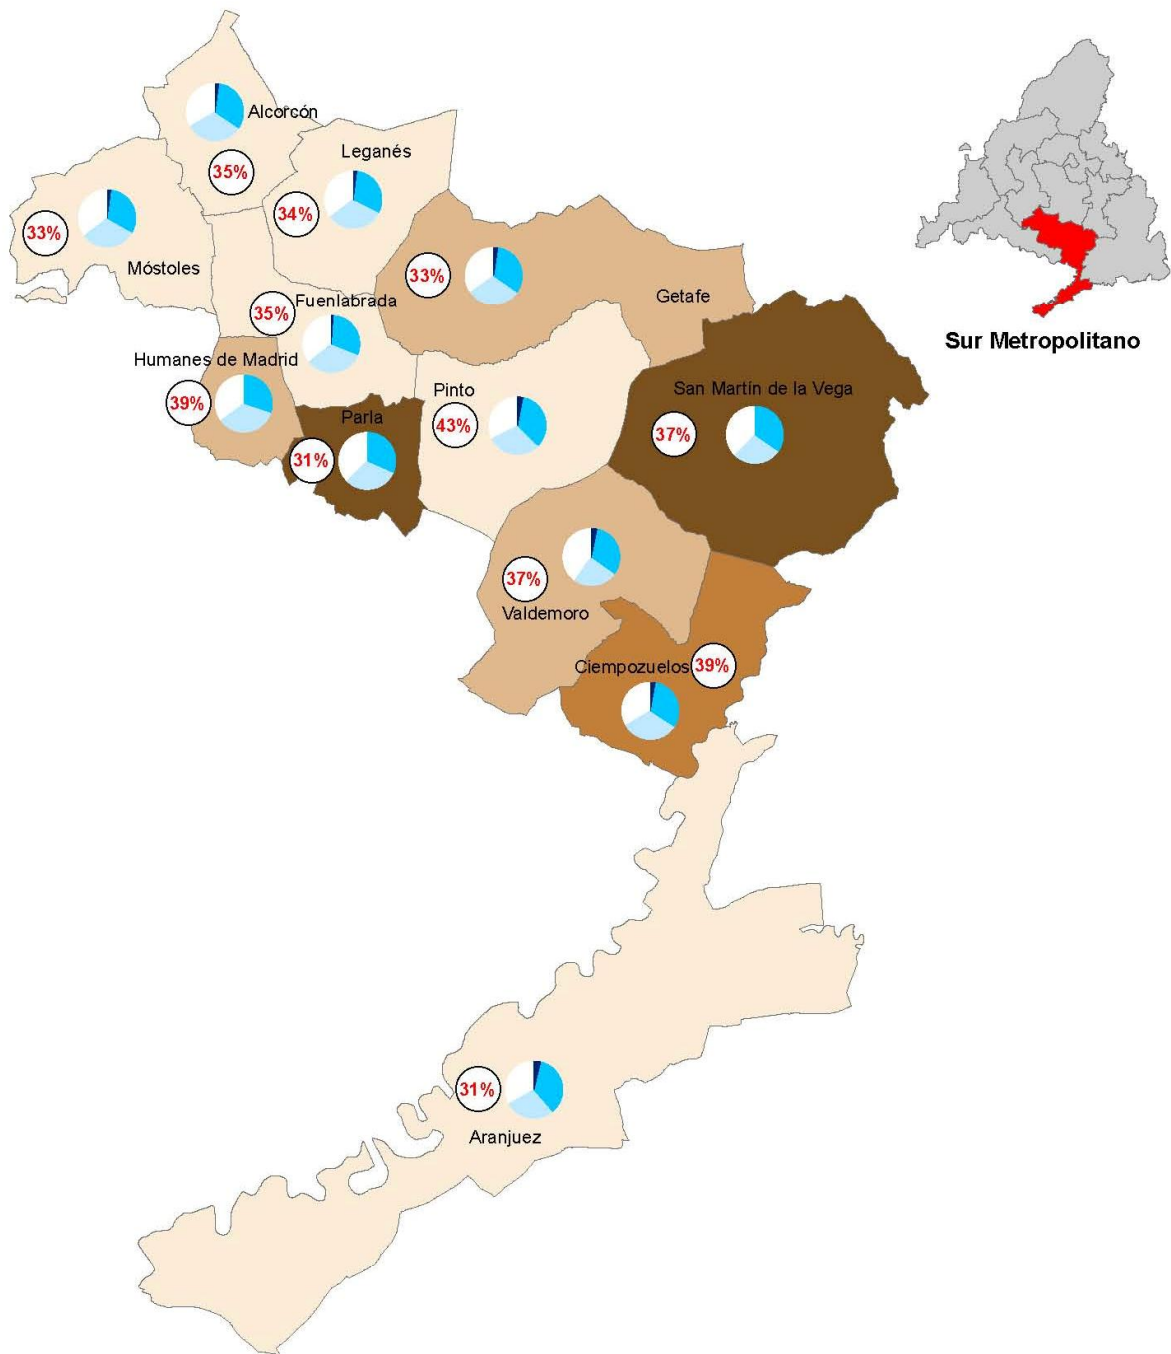 Alcorcón
35%
Leganés
34%
33%
Móstoles
33%
Getafe
Fuenlabrada
35%
Sur Metropolitano
Humanes de Madrid
39%
Pinto
43%
San Martín de la Vega
37%
Parla
31%
37%
Valdemoro
Ciempozuelos
39%
31%
Aranjuez